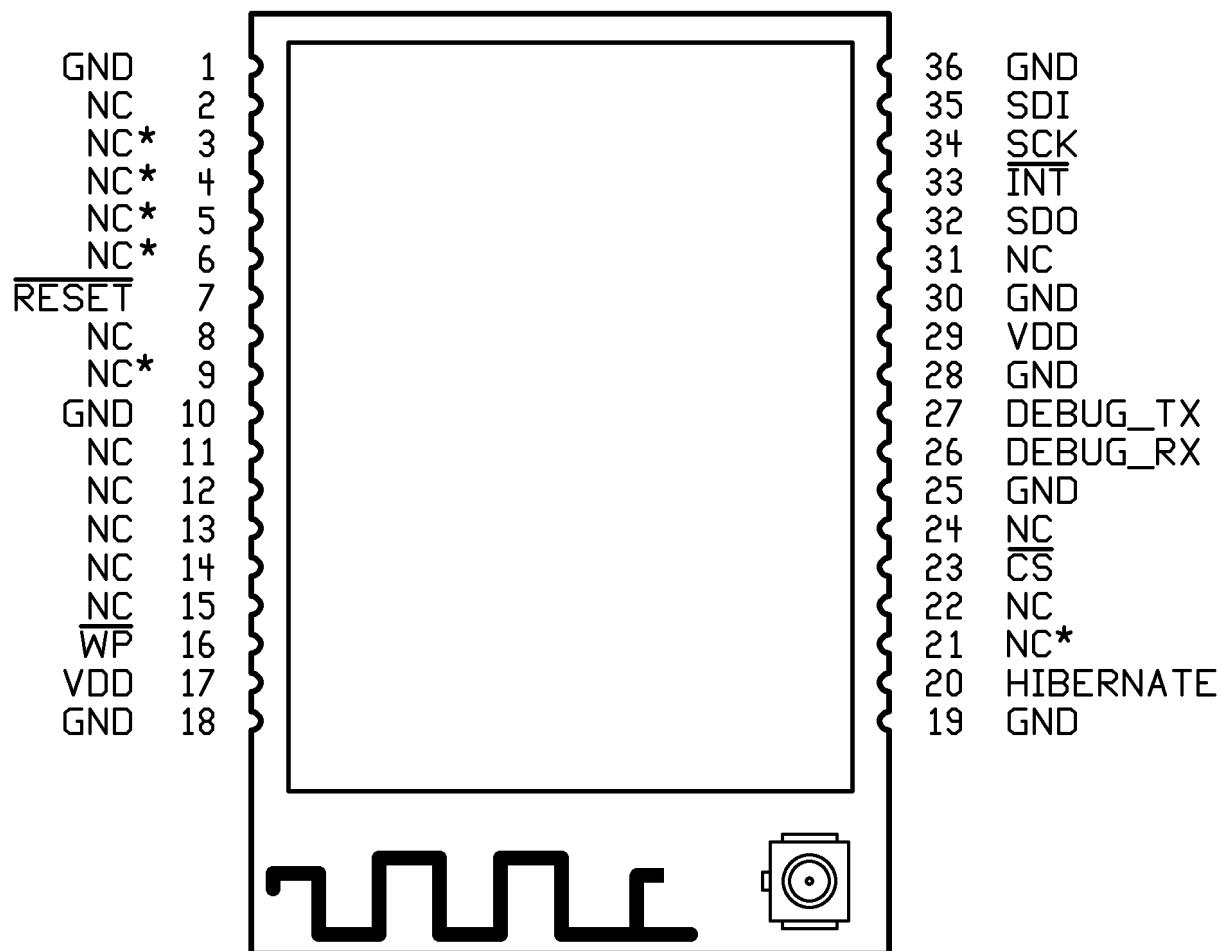 GND 1 36 GND
NC 2 35 SDI
NC* 3 34 SCK
NC* 4 33 INT
NC* 5 32 SDO
NC* 6 31 NC
RESET 7 30 GND
NC 8 29 VDD
NC* 9 28 GND
GND 10 27 DEBUG_TX
NC 11 26 DEBUG_RX
NC 12 25 GND
NC 13 24 NC
NC 14 23 CS
NC 15 22 NC
WP 16 21 NC*
VDD 17 20 HIBERNATE
GND 18 19 GND